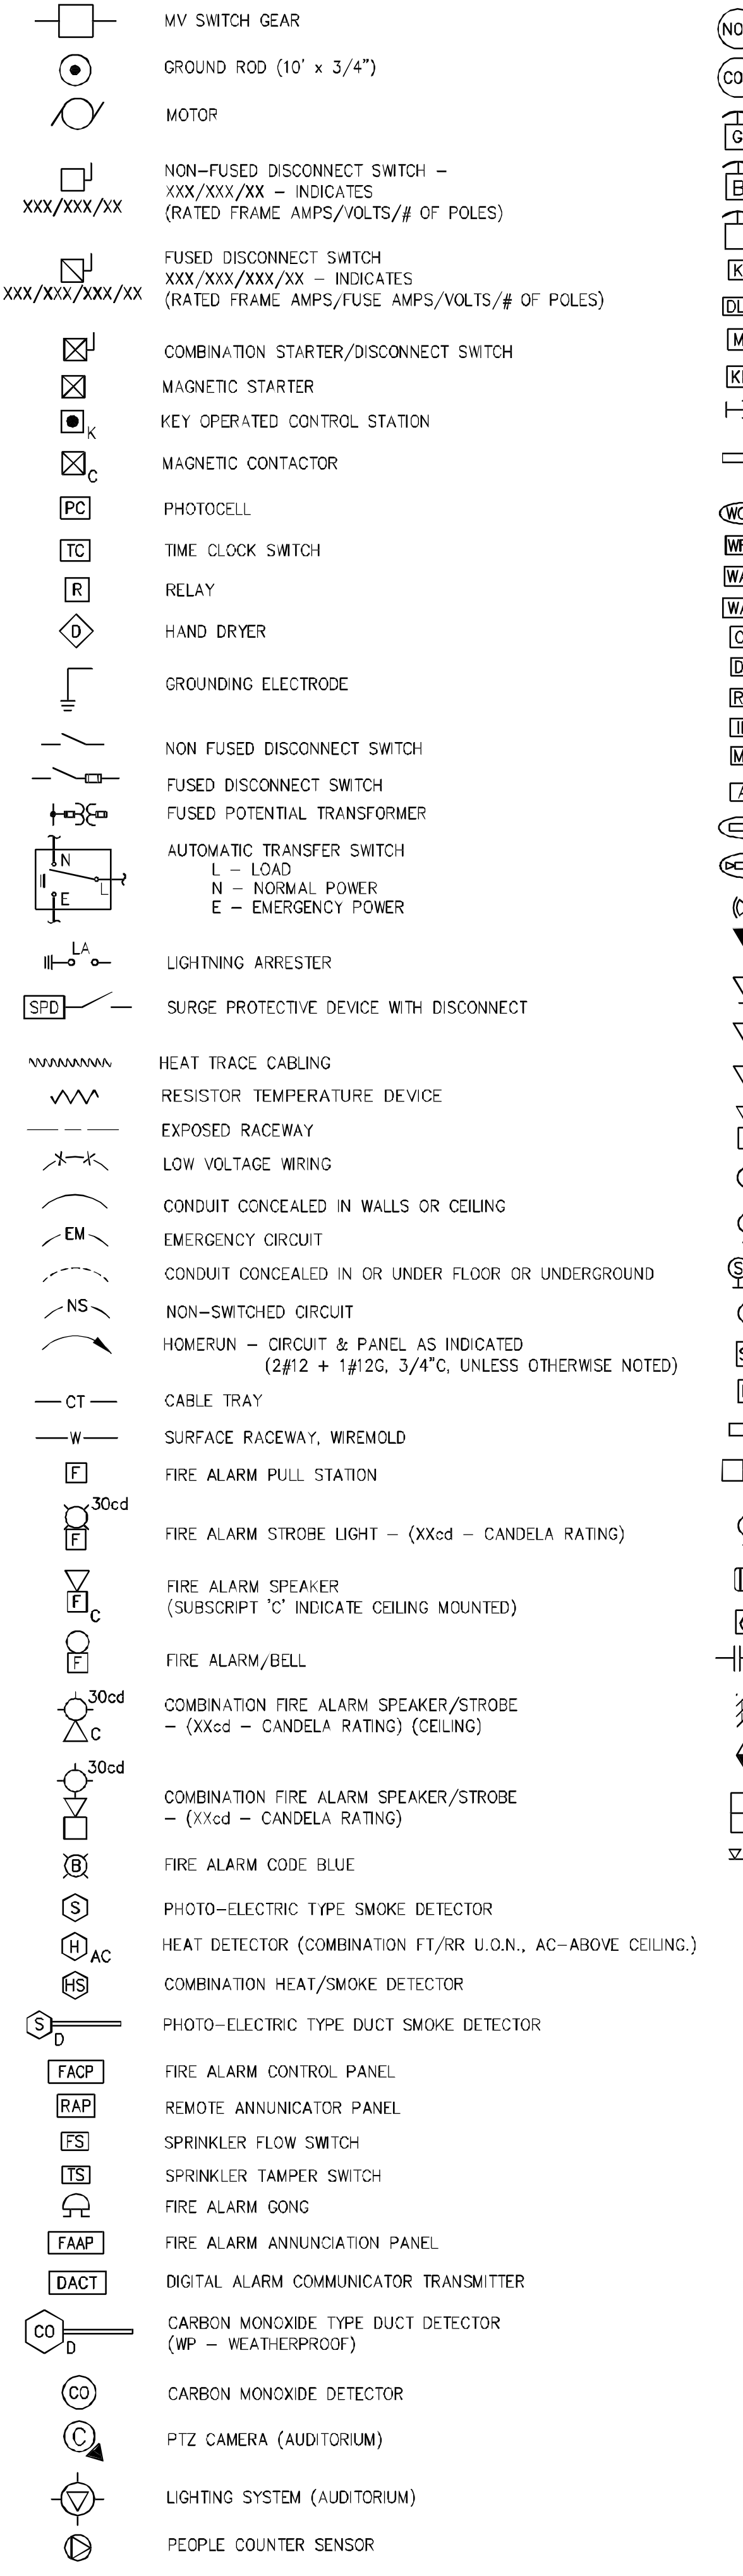 MV SWITCH GEAR
GROUND ROD (10' x 3/4")
MOTOR
NON-FUSED DISCONNECT SWITCH –
XXX/XXX/XX – INDICATES
XXX/XXX/XX
(RATED FRAME AMPS/VOLTS/# OF POLES)
FUSED DISCONNECT SWITCH
XXX/XXX/XXX/XX – INDICATES
XXX/XXX/XXX/XX
(RATED FRAME AMPS/FUSE AMPS/VOLTS/# OF POLES)
COMBINATION STARTER/DISCONNECT SWITCH
MAGNETIC STARTER
K KEY OPERATED CONTROL STATION
C MAGNETIC CONTACTOR
PC PHOTOCELL
TC TIME CLOCK SWITCH
R RELAY
D HAND DRYER
GROUNDING ELECTRODE
NON FUSED DISCONNECT SWITCH
FUSED DISCONNECT SWITCH
FUSED POTENTIAL TRANSFORMER
AUTOMATIC TRANSFER SWITCH
N
L – LOAD
L
N – NORMAL POWER
E
E – EMERGENCY POWER
LA
LIGHTNING ARRESTER
SPD SURGE PROTECTIVE DEVICE WITH DISCONNECT
HEAT TRACE CABLING
RESISTOR TEMPERATURE DEVICE
EXPOSED RACEWAY
X X LOW VOLTAGE WIRING
CONDUIT CONCEALED IN WALLS OR CEILING
EM EMERGENCY CIRCUIT
CONDUIT CONCEALED IN OR UNDER FLOOR OR UNDERGROUND
NS NON-SWITCHED CIRCUIT
HOMERUN – CIRCUIT & PANEL AS INDICATED
(2#12 + 1#12G, 3/4"C, UNLESS OTHERWISE NOTED)
CT CABLE TRAY
W SURFACE RACEWAY, WIREMOLD
F FIRE ALARM PULL STATION
30cd
F FIRE ALARM STROBE LIGHT – (XXcd – CANDELA RATING)
FIRE ALARM SPEAKER
F C (SUBSCRIPT 'C' INDICATE CEILING MOUNTED)
F FIRE ALARM/BELL
30cd
COMBINATION FIRE ALARM SPEAKER/STROBE
C – (XXcd – CANDELA RATING) (CEILING)
30cd
COMBINATION FIRE ALARM SPEAKER/STROBE
– (XXcd – CANDELA RATING)
B FIRE ALARM CODE BLUE
S PHOTO-ELECTRIC TYPE SMOKE DETECTOR
H AC HEAT DETECTOR (COMBINATION FT/RR U.O.N., AC-ABOVE CEILING.)
HS COMBINATION HEAT/SMOKE DETECTOR
S D PHOTO-ELECTRIC TYPE DUCT SMOKE DETECTOR
FACP FIRE ALARM CONTROL PANEL
RAP REMOTE ANNUNICATOR PANEL
FS SPRINKLER FLOW SWITCH
TS SPRINKLER TAMPER SWITCH
FIRE ALARM GONG
FAAP FIRE ALARM ANNUNCIATION PANEL
DACT DIGITAL ALARM COMMUNICATOR TRANSMITTER
CO D CARBON MONOXIDE TYPE DUCT DETECTOR
(WP – WEATHERPROOF)
CO CARBON MONOXIDE DETECTOR
C PTZ CAMERA (AUDITORIUM)
LIGHTING SYSTEM (AUDITORIUM)
PEOPLE COUNTER SENSOR